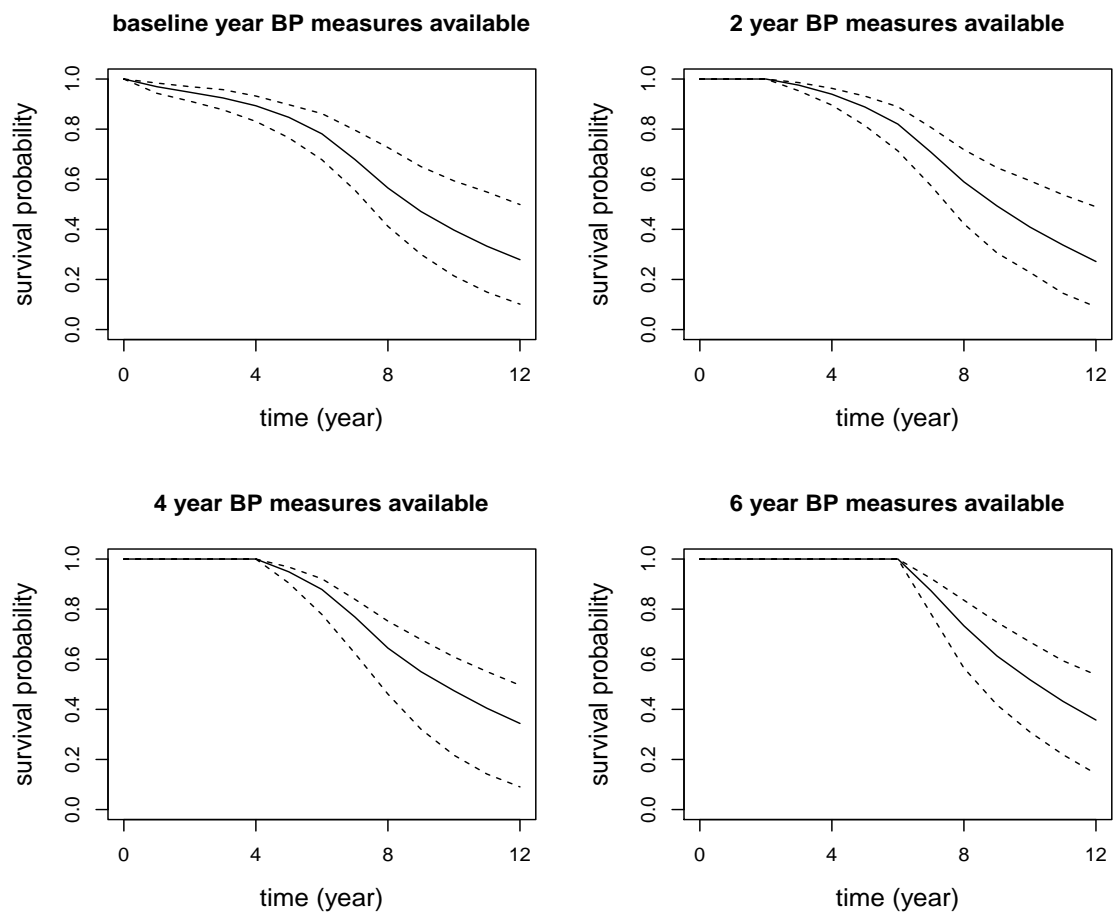 baseline year BP measures available
survival probability
1.0
0.8
0.6
0.4
0.2
0.0
0 4 8 12
time (year)
2 year BP measures available
survival probability
1.0
0.8
0.6
0.4
0.2
0.0
0 4 8 12
time (year)
4 year BP measures available
survival probability
1.0
0.8
0.6
0.4
0.2
0.0
0 4 8 12
time (year)
6 year BP measures available
survival probability
1.0
0.8
0.6
0.4
0.2
0.0
0 4 8 12
time (year)